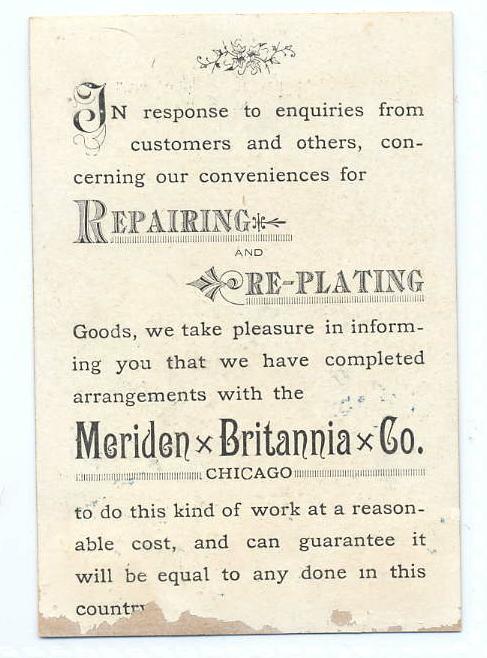 IN response to enquiries from
customers and others, con-
cerning our conveniences for
REPAIRING
AND
RE-PLATING
Goods, we take pleasure in inform-
ing you that we have completed
arrangements with the
Meriden × Britannia × Co.
CHICAGO
to do this kind of work at a reason-
able cost, and can guarantee it
will be equal to any done in this
country